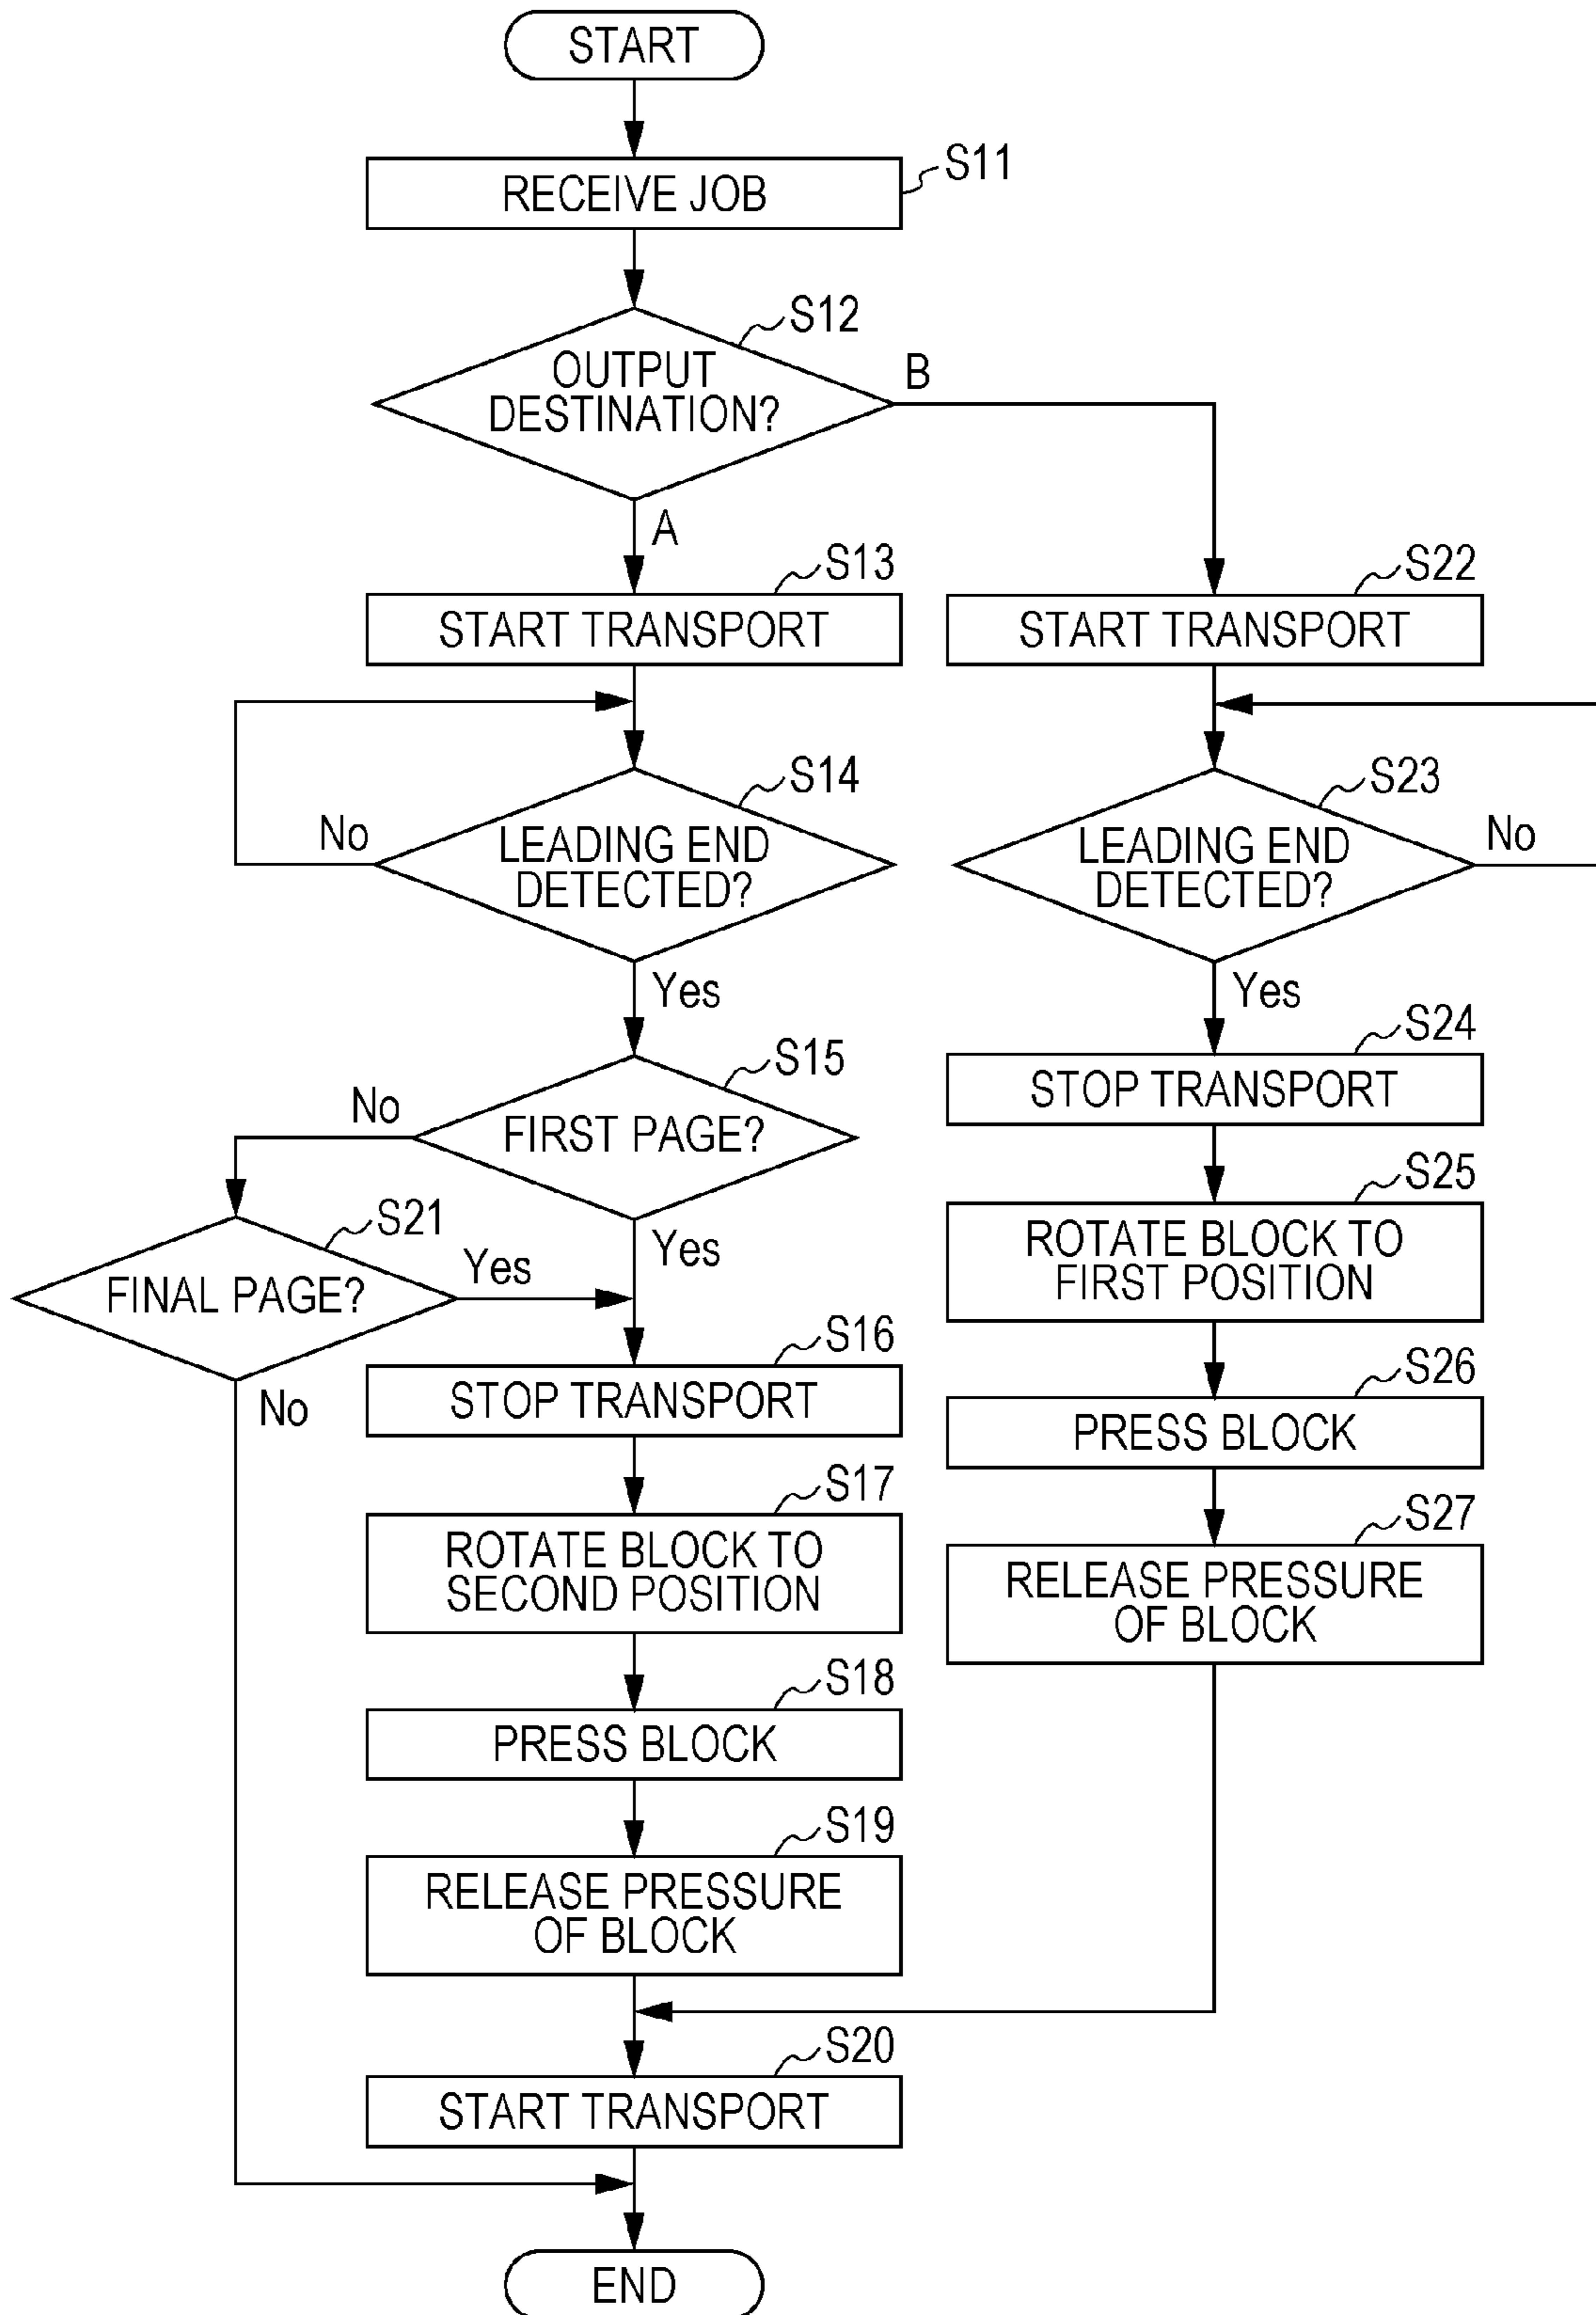 START
RECEIVE JOB
S11
S12
OUTPUT
DESTINATION?
B
A
S13
START TRANSPORT
S22
START TRANSPORT
S14
LEADING END
DETECTED?
No
Yes
S23
LEADING END
DETECTED?
No
Yes
S15
FIRST PAGE?
No
Yes
S21
FINAL PAGE?
Yes
No
S16
STOP TRANSPORT
S17
ROTATE BLOCK TO
SECOND POSITION
S18
PRESS BLOCK
S19
RELEASE PRESSURE
OF BLOCK
S24
STOP TRANSPORT
S25
ROTATE BLOCK TO
FIRST POSITION
S26
PRESS BLOCK
S27
RELEASE PRESSURE
OF BLOCK
S20
START TRANSPORT
END